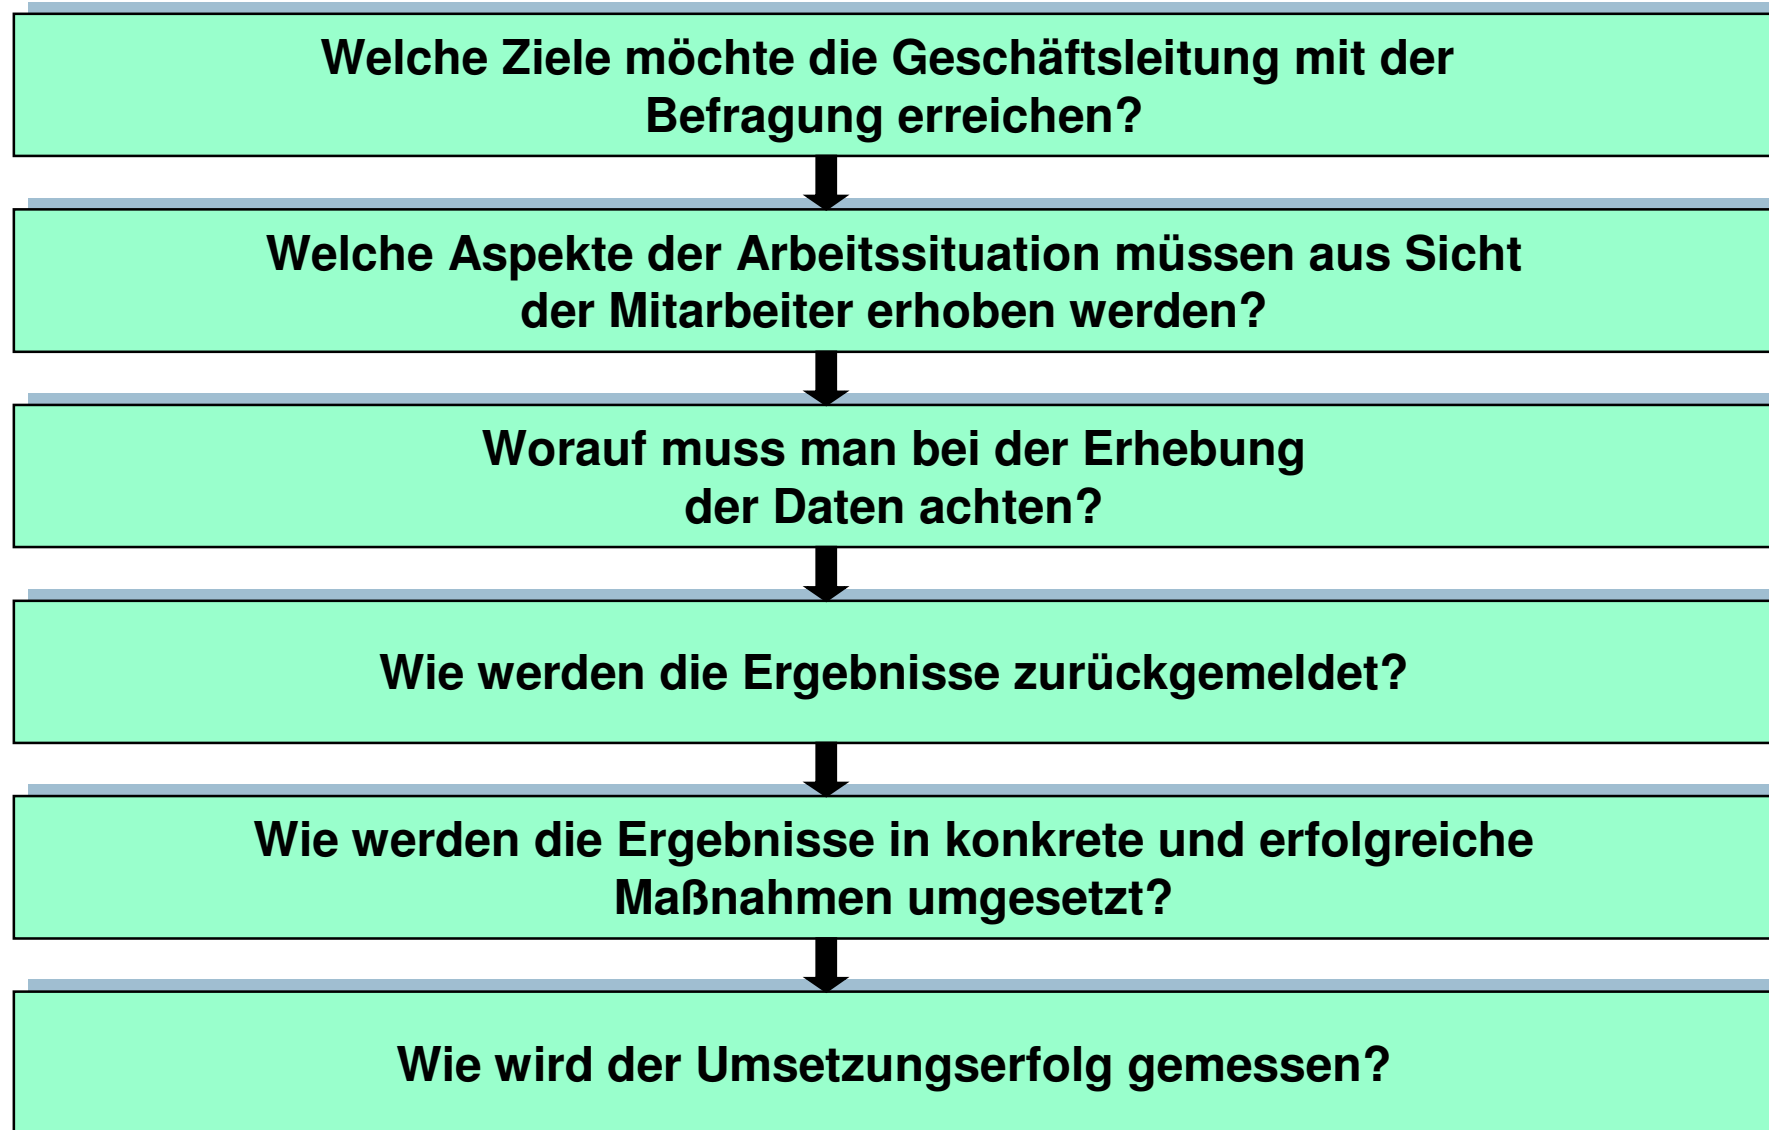 Welche Ziele möchte die Geschäftsleitung mit der
Befragung erreichen?
Welche Aspekte der Arbeitssituation müssen aus Sicht
der Mitarbeiter erhoben werden?
Worauf muss man bei der Erhebung
der Daten achten?
Wie werden die Ergebnisse zurückgemeldet?
Wie werden die Ergebnisse in konkrete und erfolgreiche
Maßnahmen umgesetzt?
Wie wird der Umsetzungserfolg gemessen?